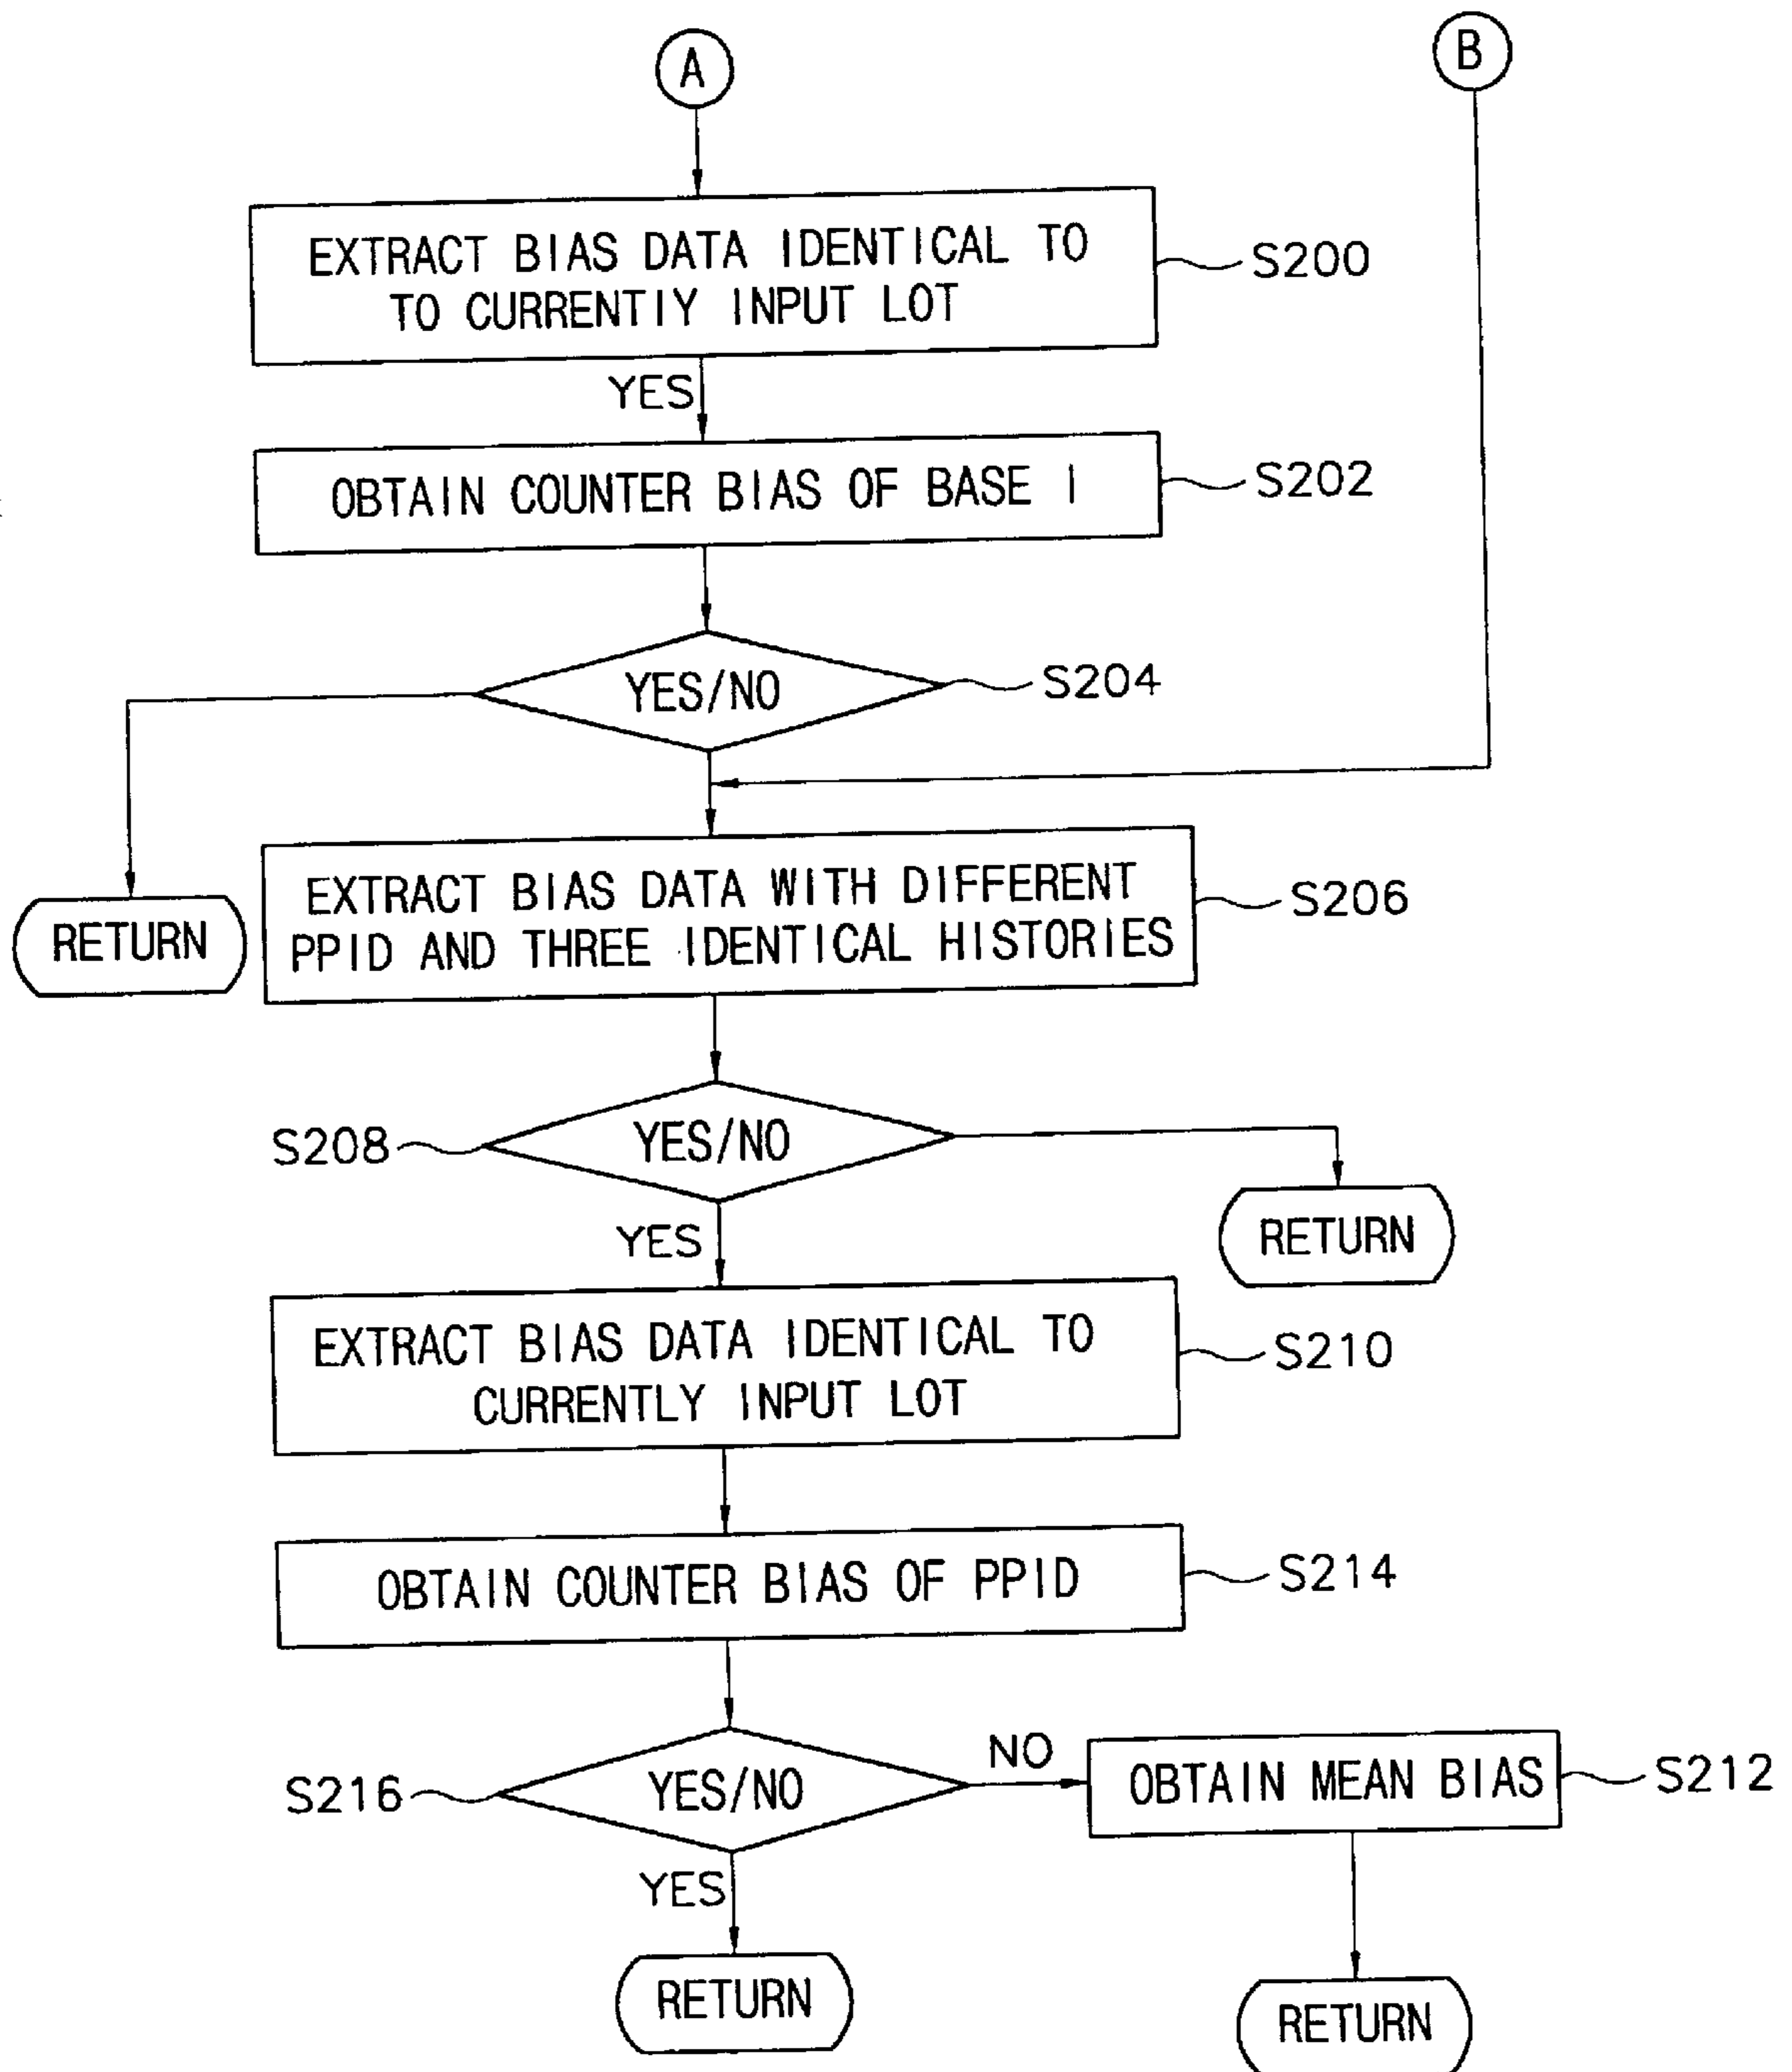 A
B
EXTRACT BIAS DATA IDENTICAL TO
TO CURRENTIY INPUT LOT
S200
YES
OBTAIN COUNTER BIAS OF BASE I
S202
YES/NO
S204
RETURN
EXTRACT BIAS DATA WITH DIFFERENT
PPID AND THREE IDENTICAL HISTORIES
S206
S208
YES/NO
RETURN
YES
EXTRACT BIAS DATA IDENTICAL TO
CURRENTLY INPUT LOT
S210
OBTAIN COUNTER BIAS OF PPID
S214
S216
YES/NO
NO
OBTAIN MEAN BIAS
S212
YES
RETURN
RETURN